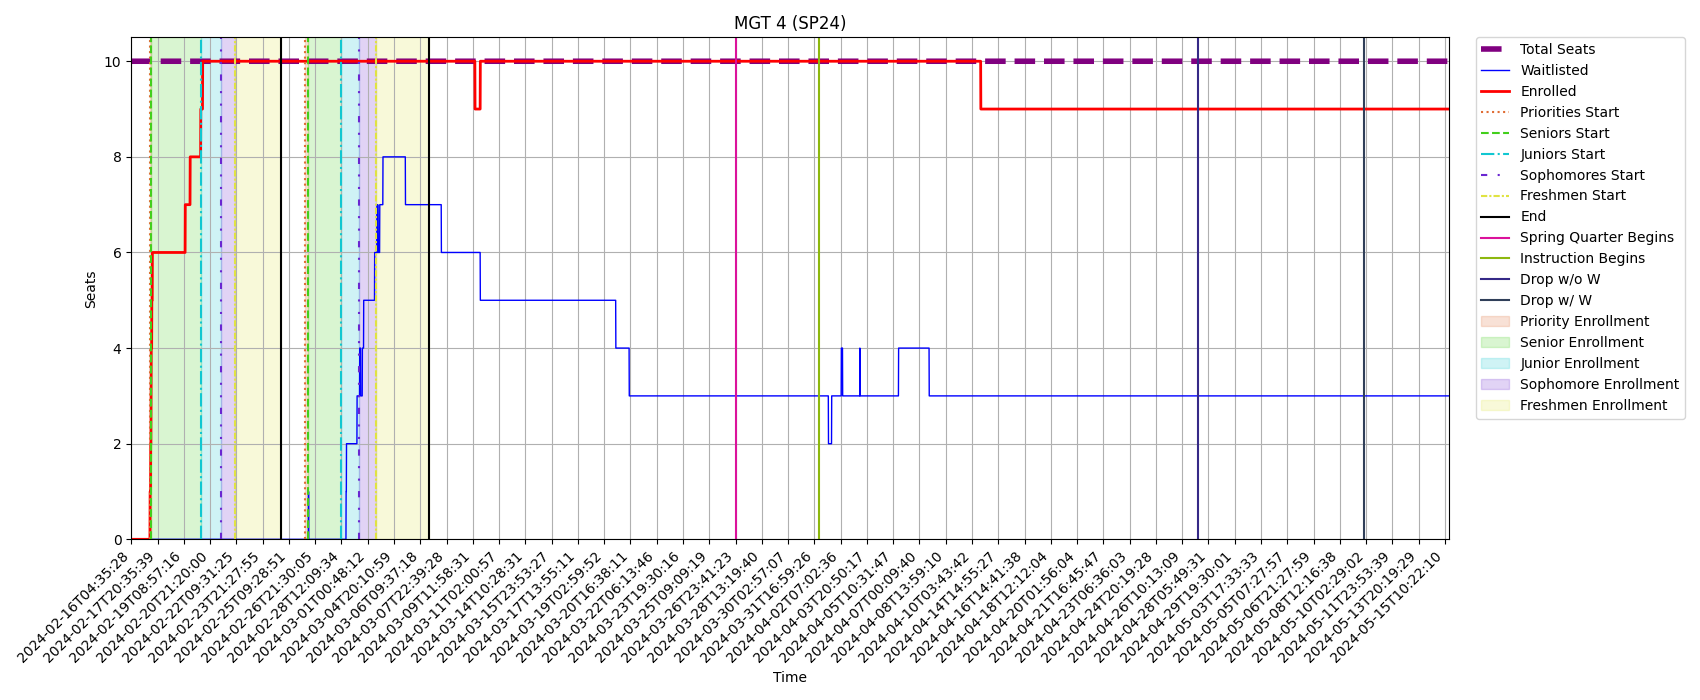 MGT 4 (SP24)
Seats
10
8
6
4
2
0
2024-02-16T04:35:28
2024-02-17T20:35:39
2024-02-19T08:57:16
2024-02-20T21:20:00
2024-02-22T09:31:25
2024-02-23T21:27:55
2024-02-25T09:28:51
2024-02-26T21:30:05
2024-02-28T12:09:34
2024-03-01T00:48:12
2024-03-04T20:10:59
2024-03-06T09:37:18
2024-03-07T22:39:28
2024-03-09T11:58:31
2024-03-11T02:00:57
2024-03-14T10:28:31
2024-03-15T23:53:27
2024-03-17T13:55:11
2024-03-19T02:59:52
2024-03-20T16:38:11
2024-03-22T06:13:46
2024-03-23T19:30:16
2024-03-25T09:09:19
2024-03-26T23:41:23
2024-03-28T13:19:40
2024-03-30T02:57:07
2024-03-31T16:59:26
2024-04-02T07:02:36
2024-04-03T20:50:17
2024-04-05T10:31:47
2024-04-07T00:09:40
2024-04-08T13:59:10
2024-04-10T03:43:42
2024-04-14T14:55:27
2024-04-16T14:41:38
2024-04-18T12:12:04
2024-04-20T01:56:04
2024-04-21T16:45:47
2024-04-23T06:36:03
2024-04-24T20:19:28
2024-04-26T10:13:09
2024-04-28T05:49:31
2024-04-29T19:30:01
2024-05-03T17:33:33
2024-05-05T07:27:57
2024-05-06T21:27:59
2024-05-08T12:16:38
2024-05-10T02:29:02
2024-05-11T23:53:39
2024-05-13T20:19:29
2024-05-15T10:22:10
Time
Total Seats
Waitlisted
Enrolled
Priorities Start
Seniors Start
Juniors Start
Sophomores Start
Freshmen Start
End
Spring Quarter Begins
Instruction Begins
Drop w/o W
Drop w/ W
Priority Enrollment
Senior Enrollment
Junior Enrollment
Sophomore Enrollment
Freshmen Enrollment